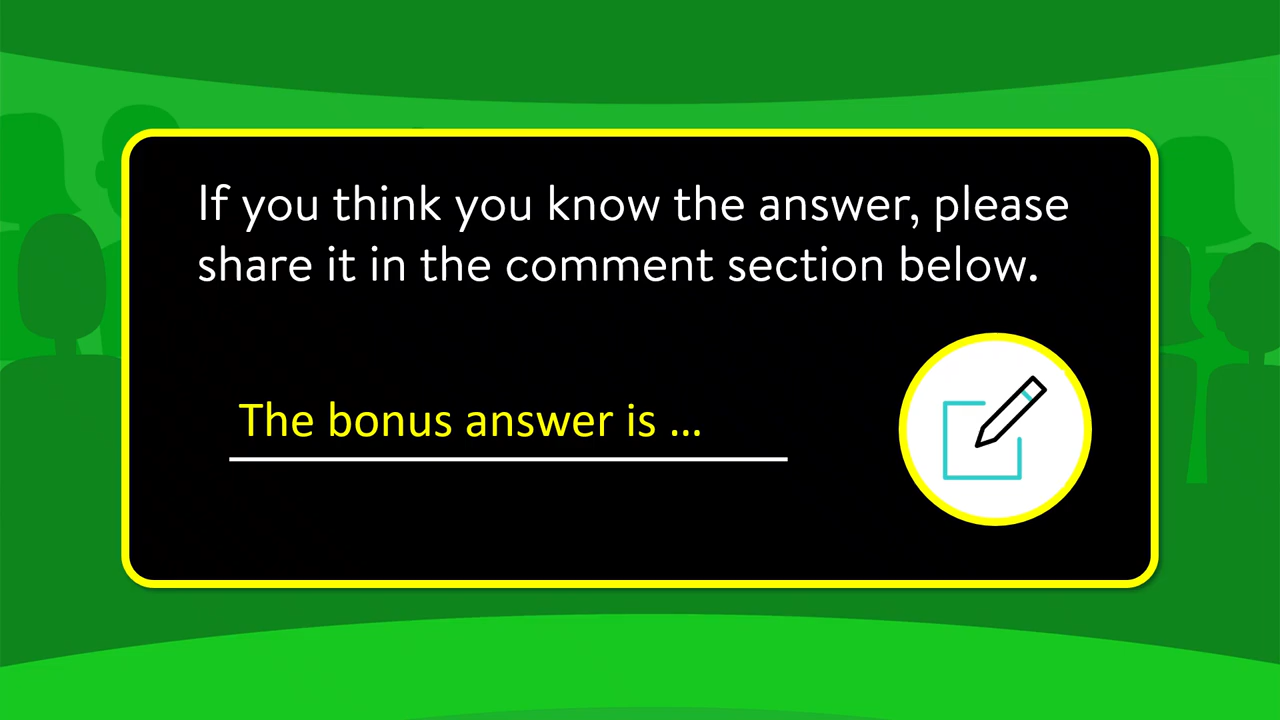 If you think you know the answer, please
share it in the comment section below.
The bonus answer is ...